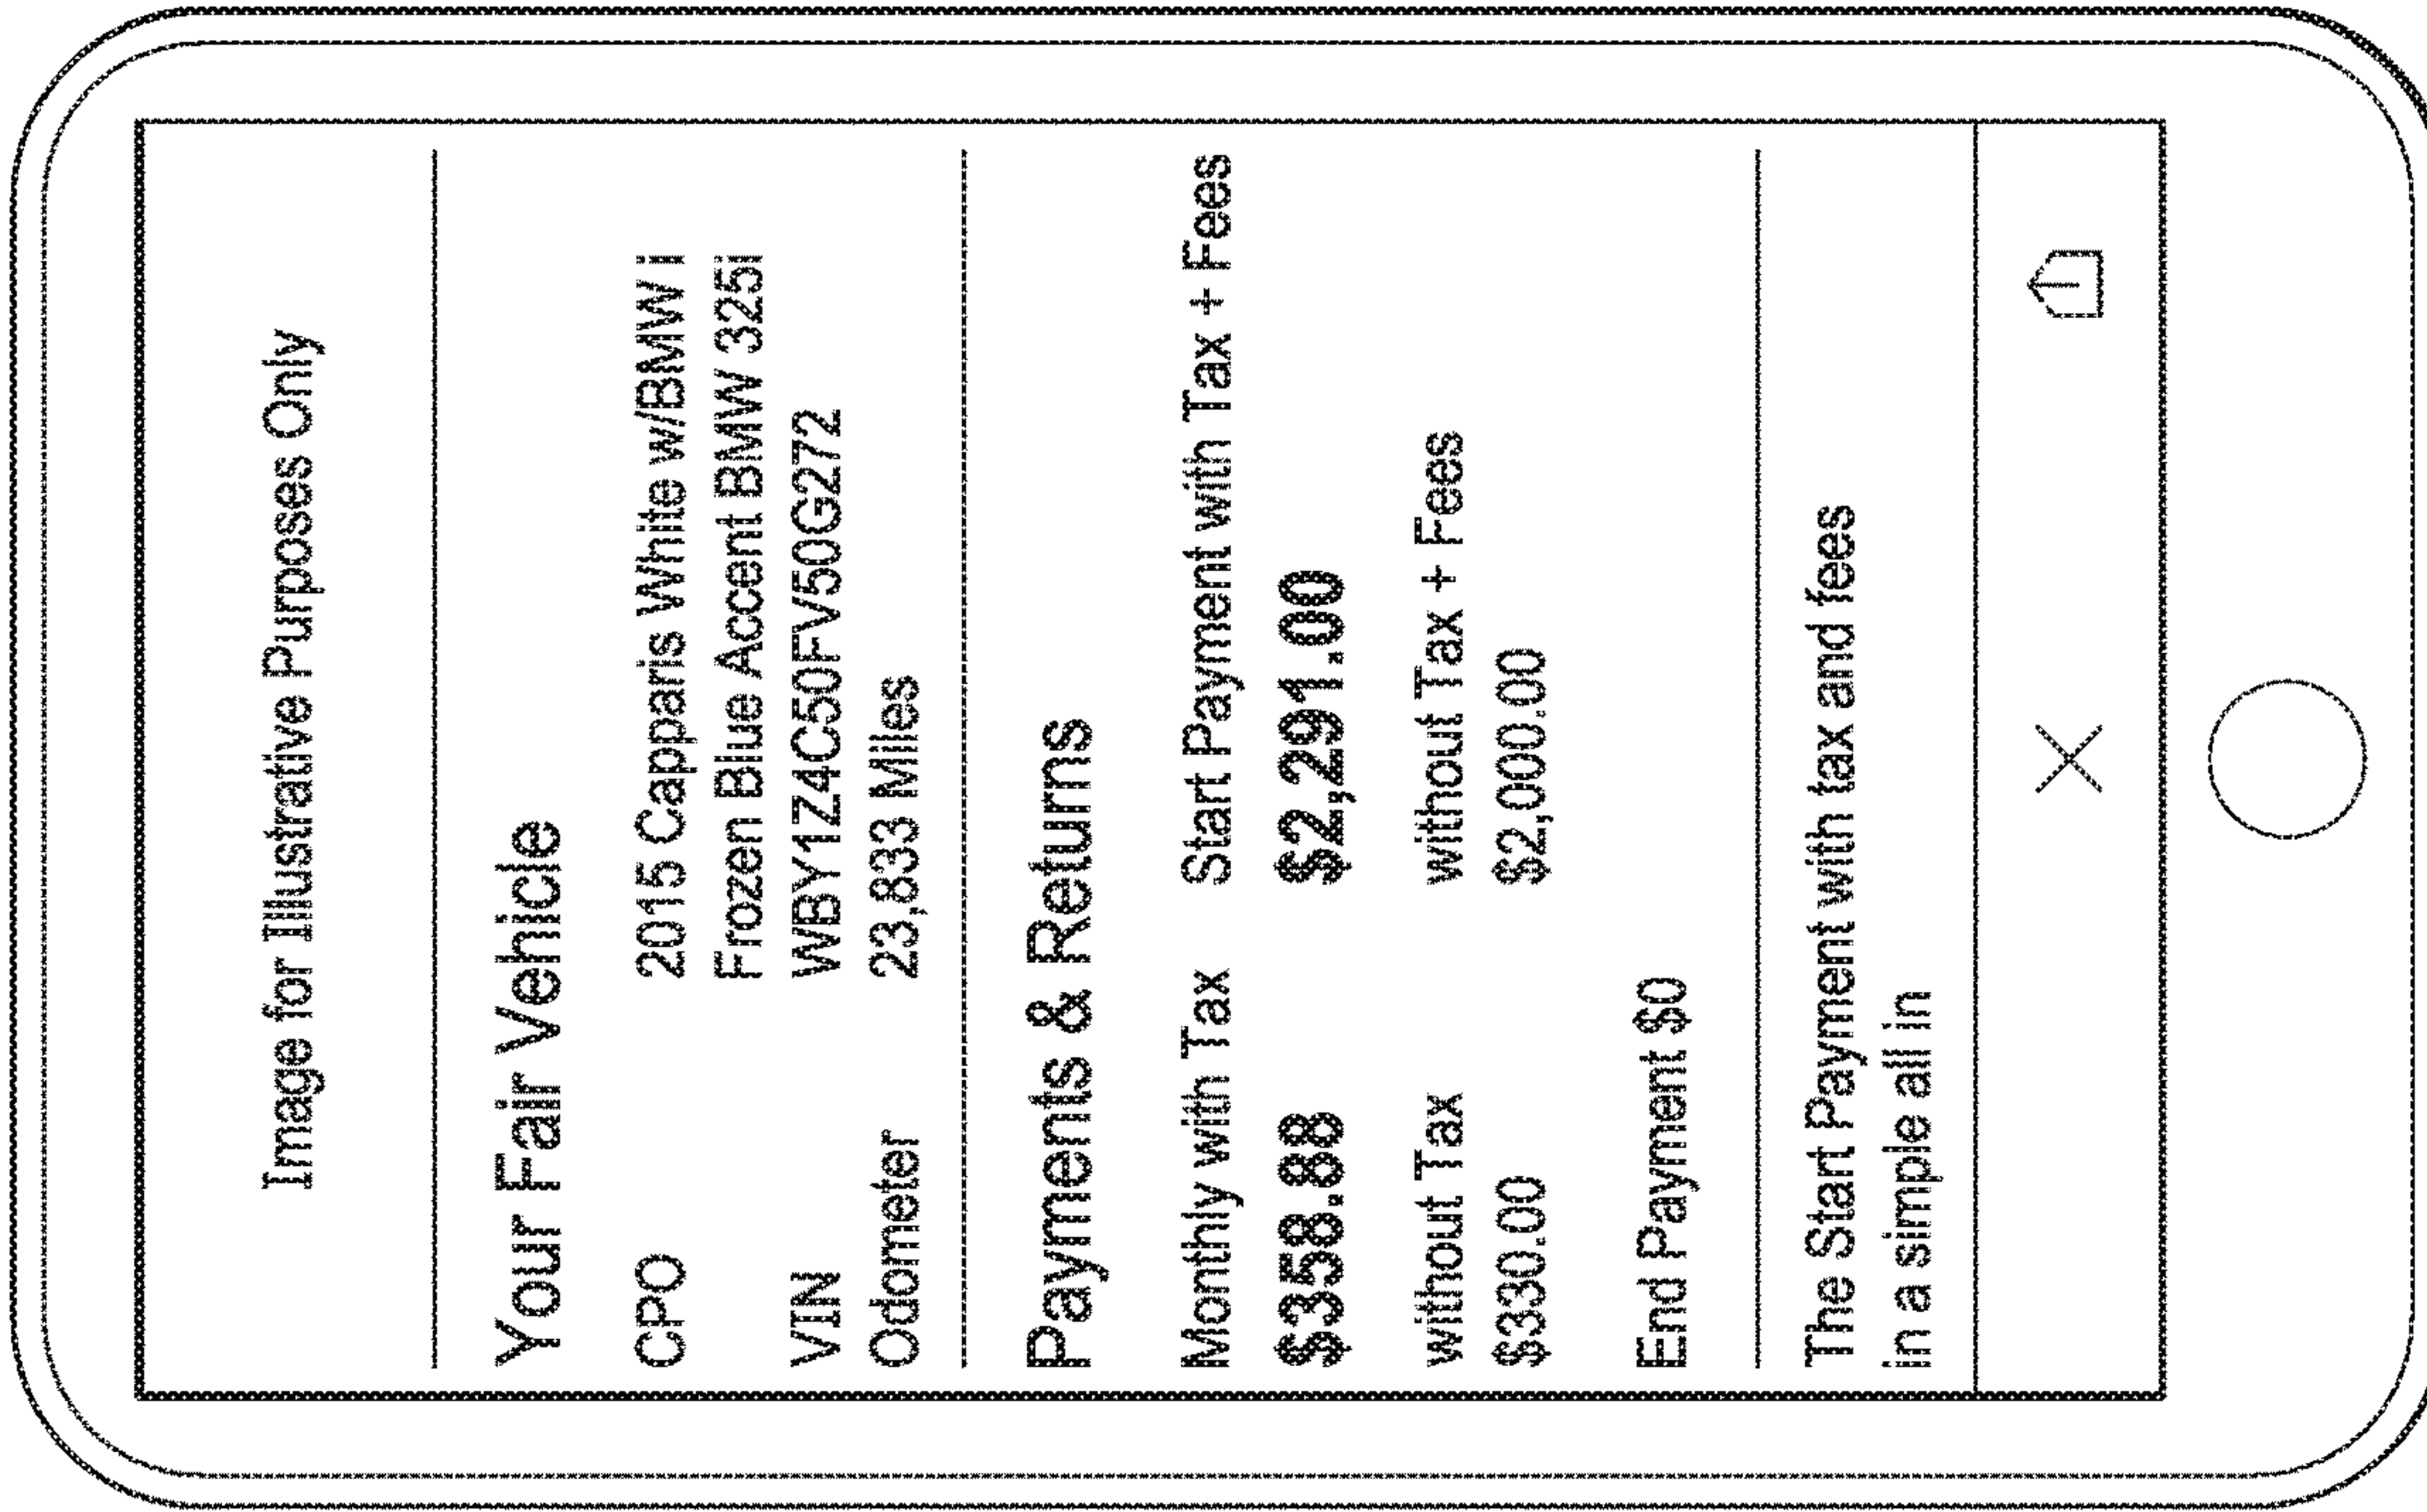 Image for Illustrative Purposes Only
Your Fair Vehicle
CPO 2015 Capparis White w/BMW i
Frozen Blue Accent BMW 325i
VIN WBY1Z4C50FV50G272
Odometer 23,833 Miles
Payments & Returns
Monthly with Tax Start Payment with Tax + Fees
$358.88 $2,291.00
without Tax without Tax + Fees
$330.00 $2,000.00
End Payment $0
The Start Payment with tax and fees
in a simple all in